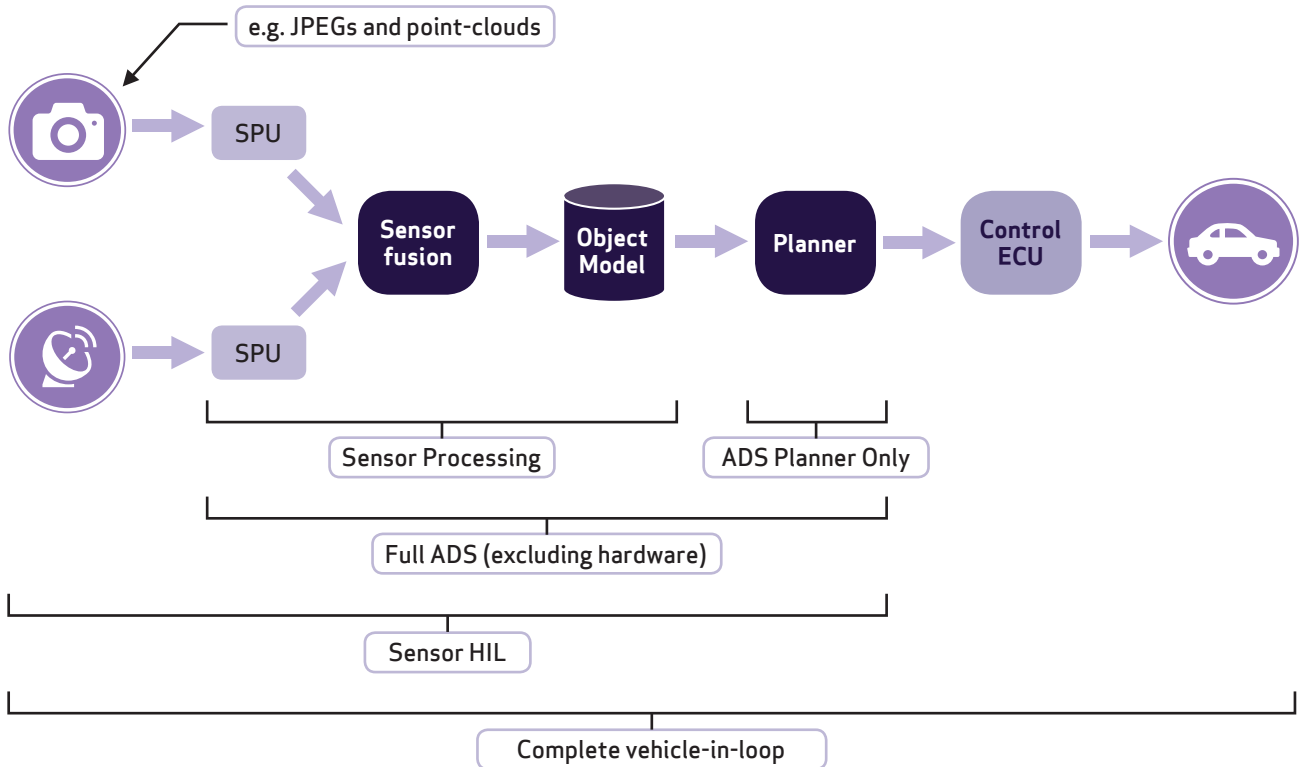 e.g. JPEGs and point-clouds
SPU
Sensor
fusion
Object
Model
Planner
Control
ECU
SPU
Sensor Processing
ADS Planner Only
Full ADS (excluding hardware)
Sensor HIL
Complete vehicle-in-loop